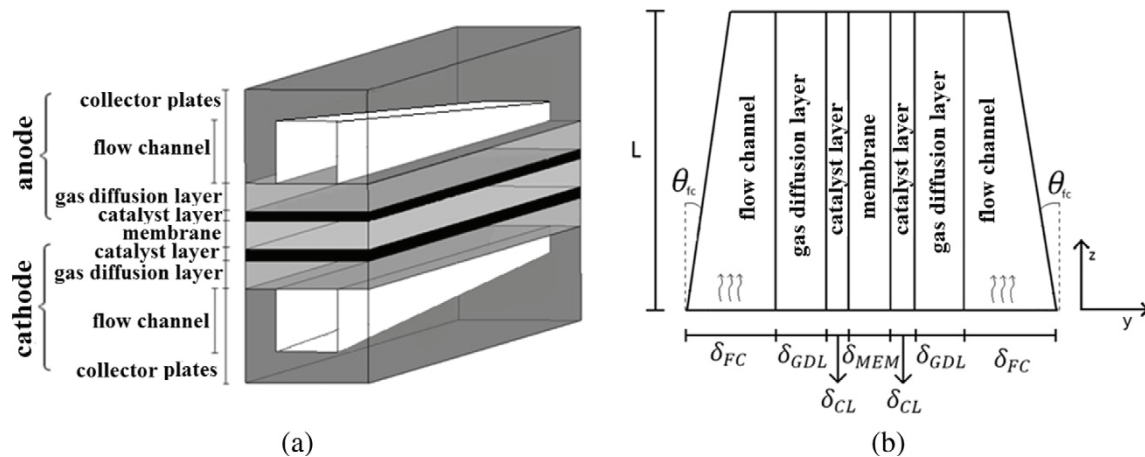 anode
cathode
collector plates
flow channel
gas diffusion layer
catalyst layer
membrane
catalyst layer
gas diffusion layer
flow channel
collector plates
(a)
L
θfc
flow channel
gas diffusion layer
catalyst layer
membrane
catalyst layer
gas diffusion layer
flow channel
θfc
z
y
δFC
δGDL
δCL
δMEM
δCL
δGDL
δFC
(b)